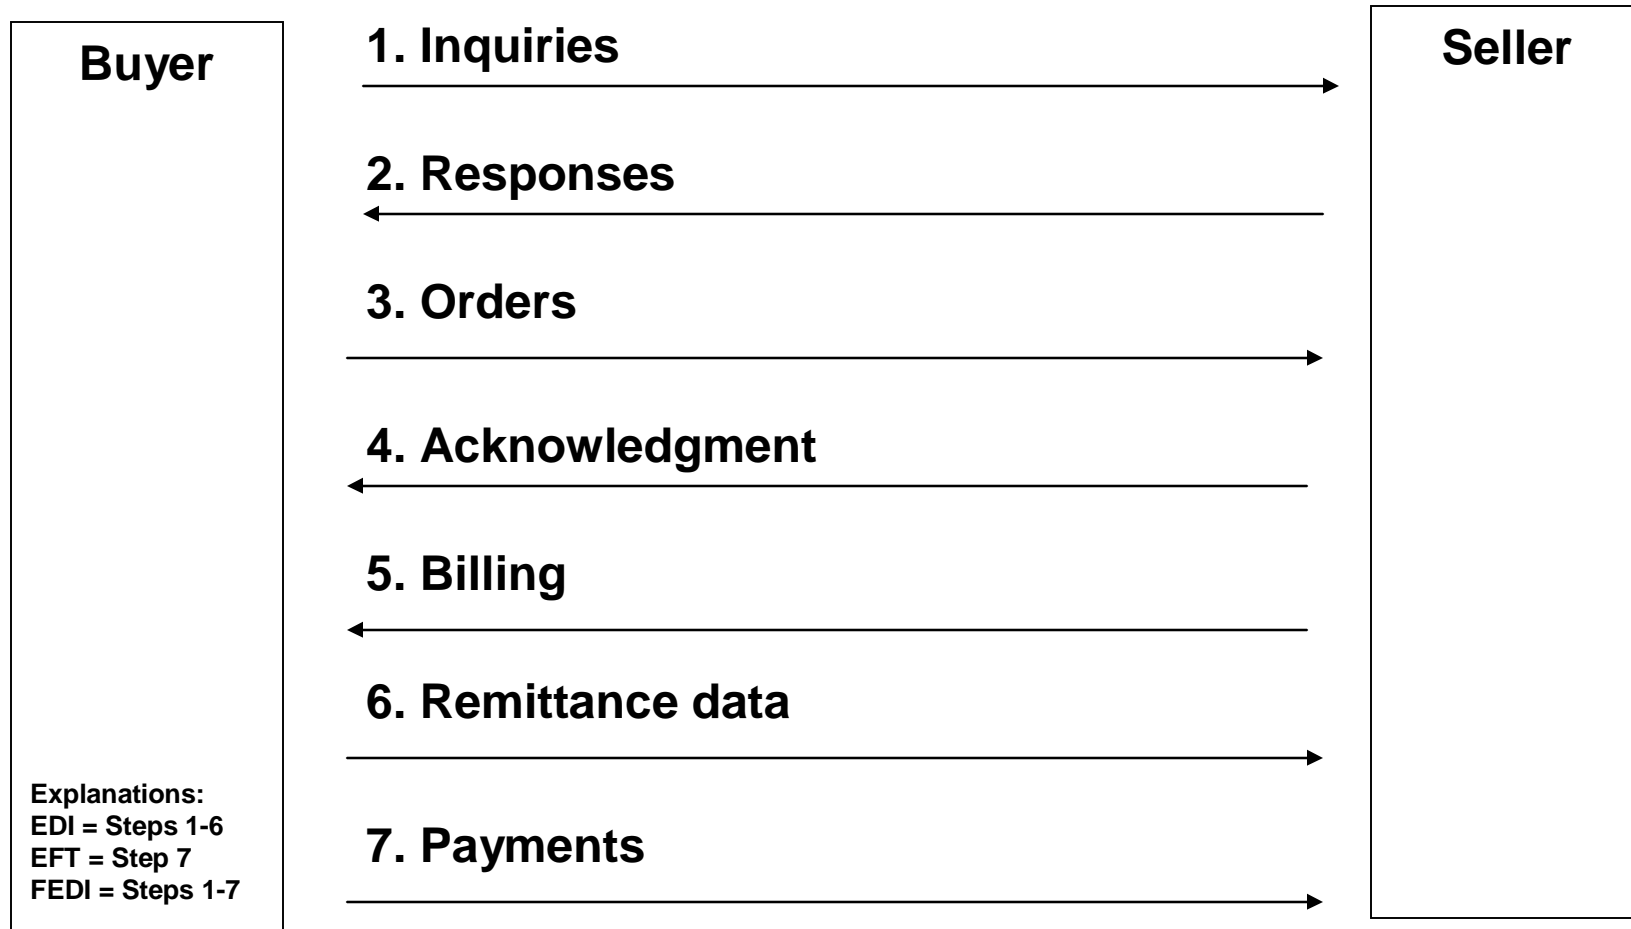 Buyer
Seller
1. Inquiries
2. Responses
3. Orders
4. Acknowledgment
5. Billing
6. Remittance data
7. Payments
Explanations:
EDI = Steps 1-6
EFT = Step 7
FEDI = Steps 1-7